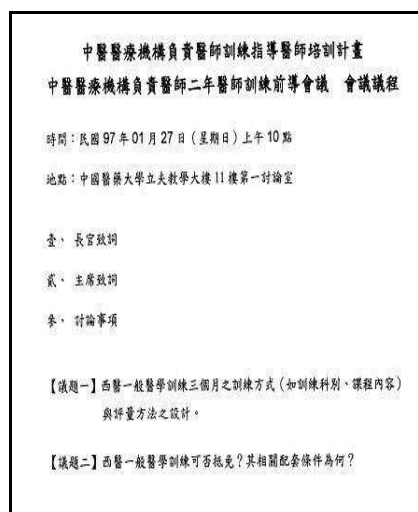 中醫醫療機構負責醫師訓練指導醫師培訓計畫
中醫醫療機構負責醫師二年醫師訓練前導會議 會議議程
時間：民國97年01月27日（星期日）上午10點
地點：中國醫藥大學立夫教學大樓11樓第一討論室
壹、 長官致詞
貳、 主席致詞
參、 討論事項
【議題一】西醫一般醫學訓練三個月之訓練方式（如訓練科別、課程內容）
與評量方法之設計。
【議題二】西醫一般醫學訓練可否抵免？其相關配套條件為何？